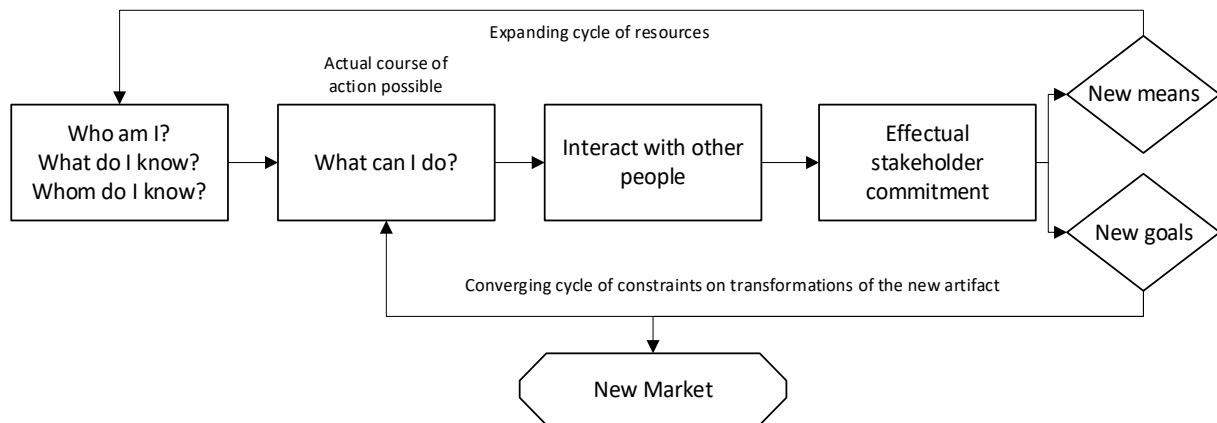 Expanding cycle of resources
Actual course of
action possible
Who am I?
What do I know?
Whom do I know?
What can I do?
Interact with other
people
Effectual
stakeholder
commitment
New means
New goals
Converging cycle of constraints on transformations of the new artifact
New Market